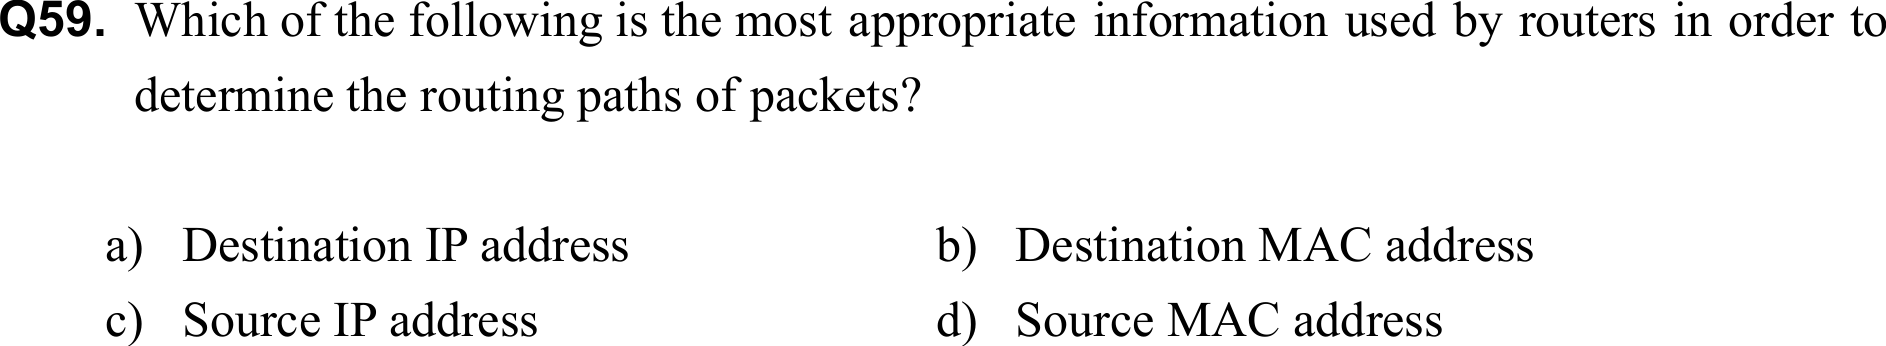 Q59. Which of the following is the most appropriate information used by routers in order to
determine the routing paths of packets?
a) Destination IP address b) Destination MAC address
c) Source IP address d) Source MAC address